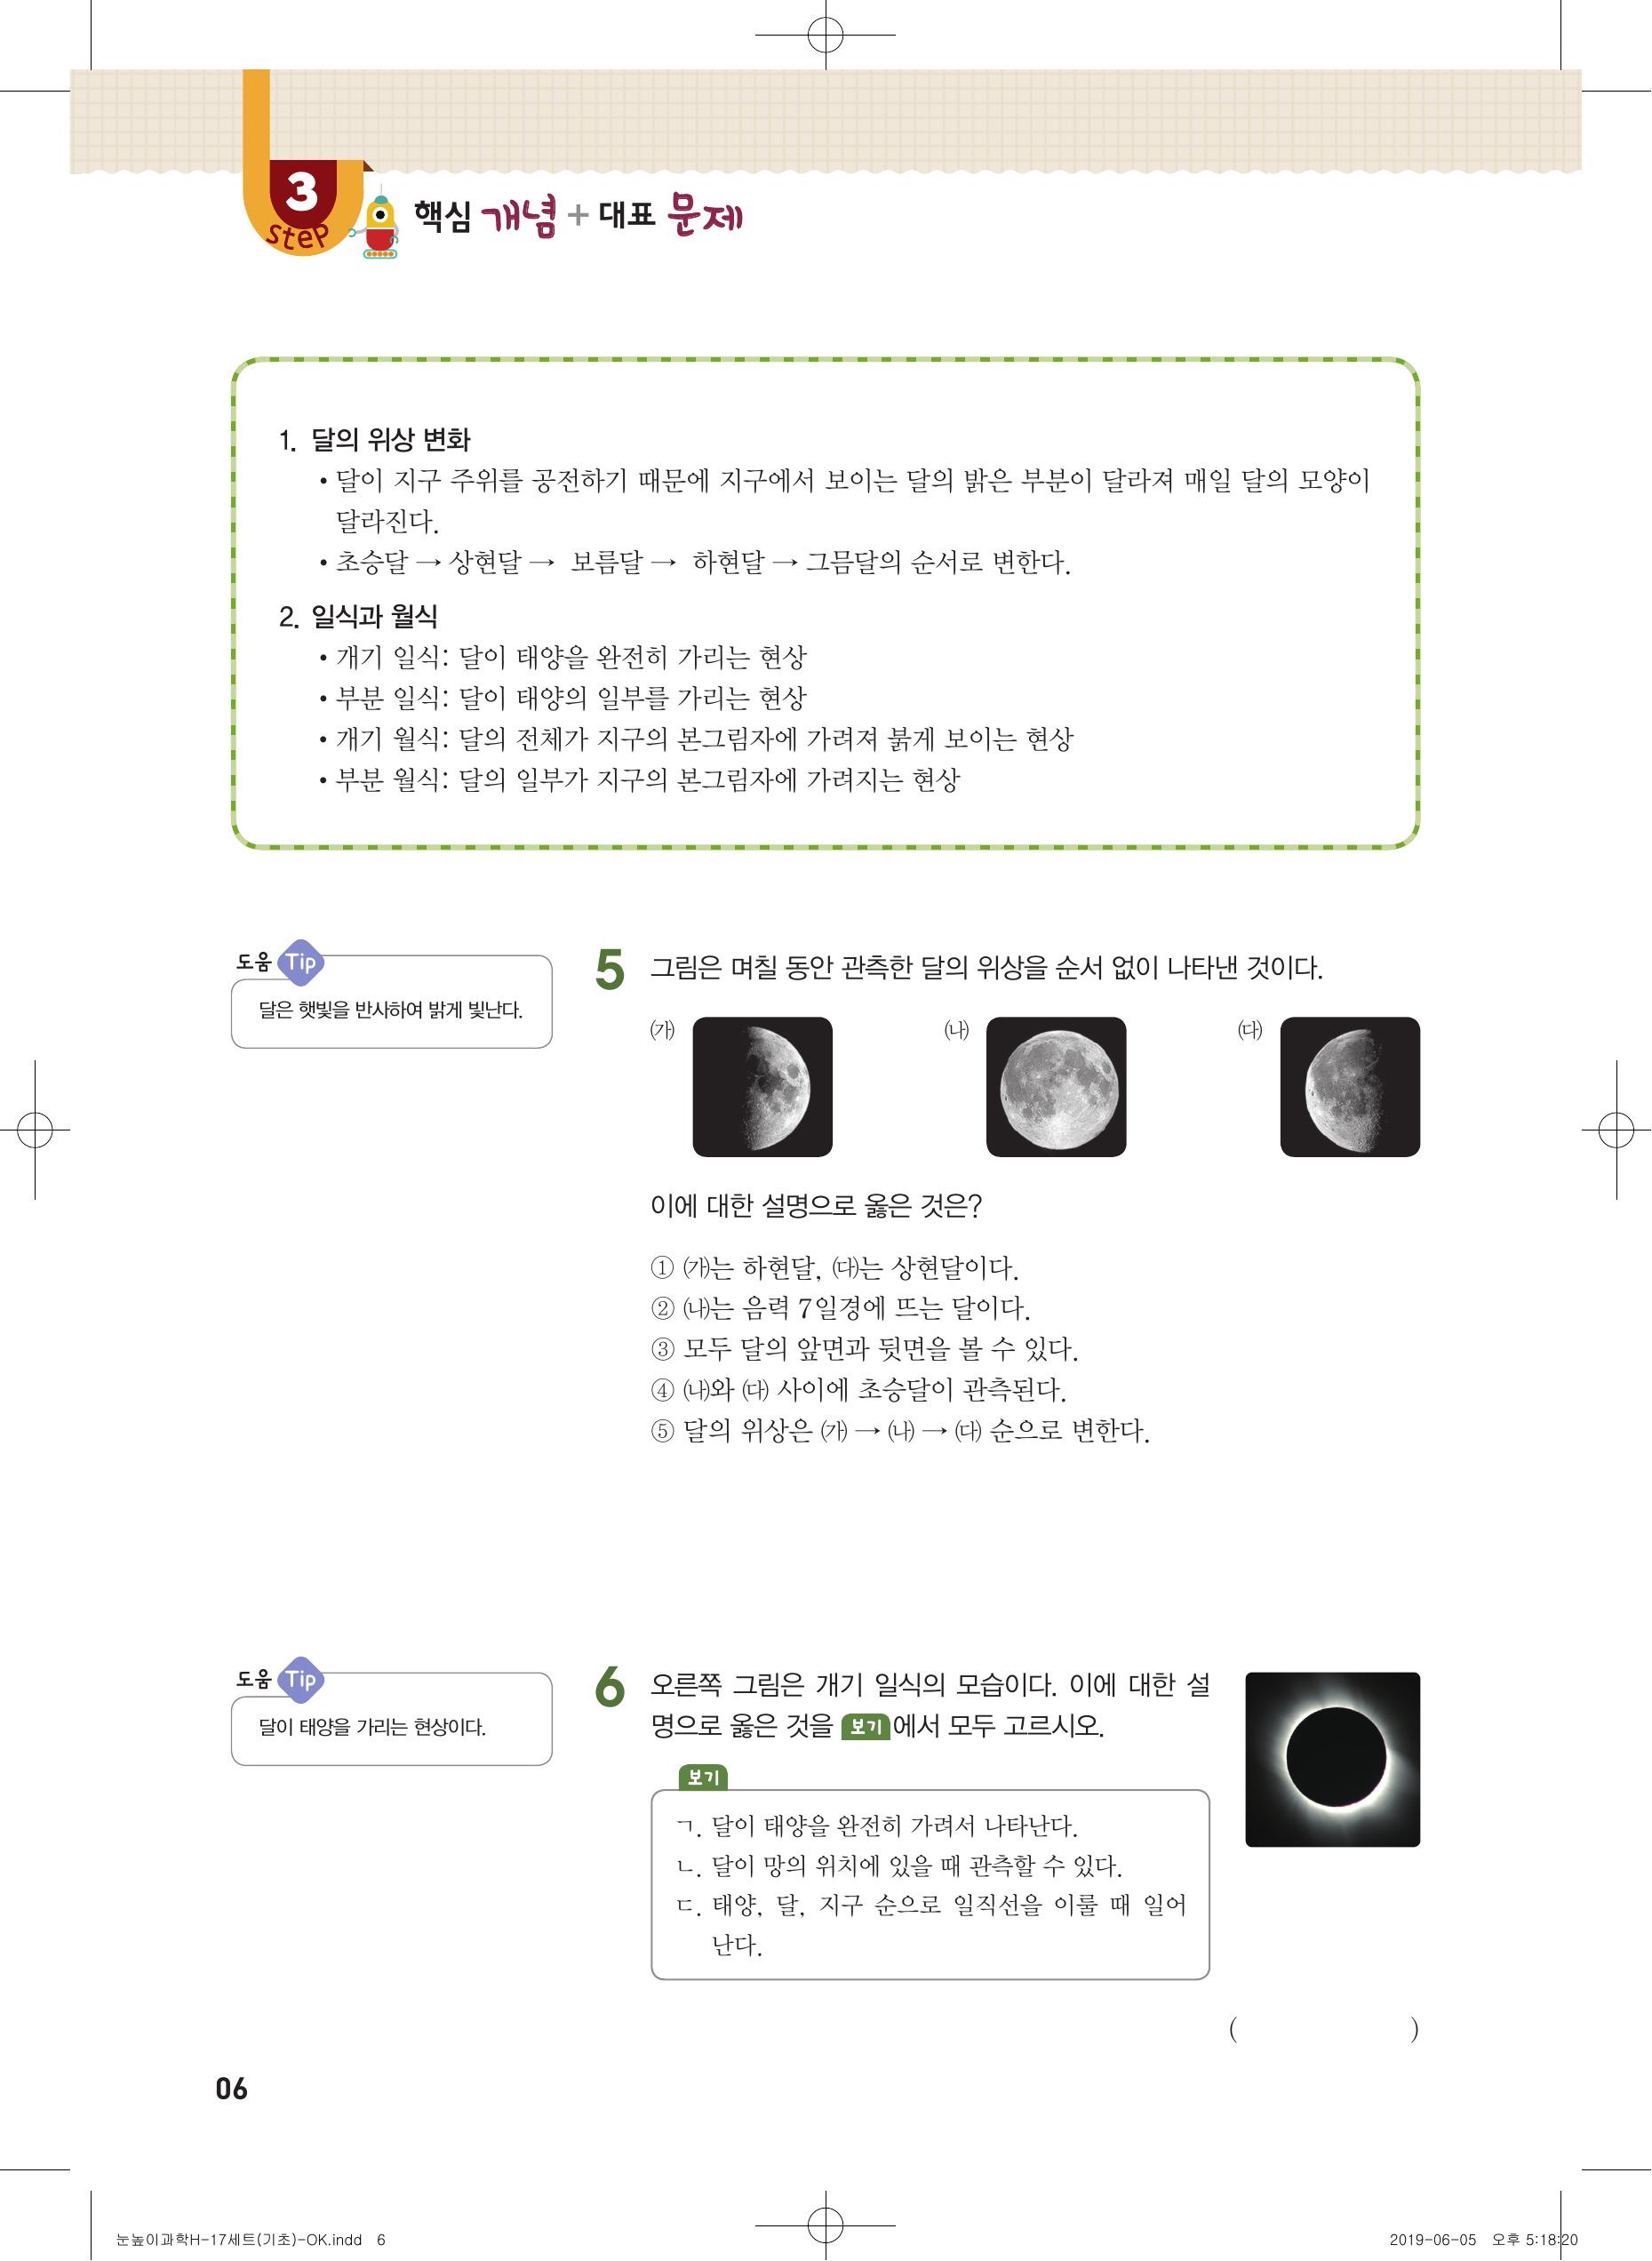 3
step
핵심 개념 + 대표 문제
1. 달의 위상 변화
• 달이 지구 주위를 공전하기 때문에 지구에서 보이는 달의 밝은 부분이 달라져 매일 달의 모양이
달라진다.
• 초승달 → 상현달 → 보름달 → 하현달 → 그믐달의 순서로 변한다.
2. 일식과 월식
• 개기 일식: 달이 태양을 완전히 가리는 현상
• 부분 일식: 달이 태양의 일부를 가리는 현상
• 개기 월식: 달의 전체가 지구의 본그림자에 가려져 붉게 보이는 현상
• 부분 월식: 달의 일부가 지구의 본그림자에 가려지는 현상
도움 Tip
달은 햇빛을 반사하여 밝게 빛난다.
5 그림은 며칠 동안 관측한 달의 위상을 순서 없이 나타낸 것이다.
㈎ ㈏ ㈐
이에 대한 설명으로 옳은 것은?
① ㈎는 하현달, ㈐는 상현달이다.
② ㈏는 음력 7일경에 뜨는 달이다.
③ 모두 달의 앞면과 뒷면을 볼 수 있다.
④ ㈏와 ㈐ 사이에 초승달이 관측된다.
⑤ 달의 위상은 ㈎ → ㈏ → ㈐ 순으로 변한다.
도움 Tip
달이 태양을 가리는 현상이다.
6 오른쪽 그림은 개기 일식의 모습이다. 이에 대한 설
명으로 옳은 것을 보기 에서 모두 고르시오.
보기
ㄱ. 달이 태양을 완전히 가려서 나타난다.
ㄴ. 달이 망의 위치에 있을 때 관측할 수 있다.
ㄷ. 태양, 달, 지구 순으로 일직선을 이룰 때 일어
난다.
( )
06
눈높이과학H-17세트(기초)-OK.indd 6
2019-06-05 오후 5:18:20